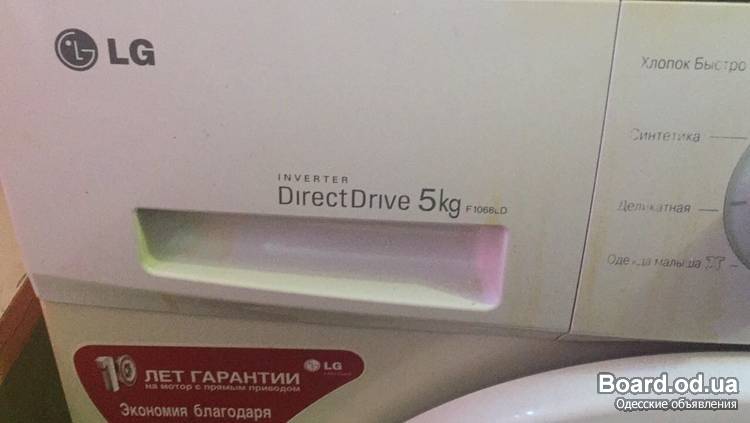 LG
INVERTER
DirectDrive 5kg F1068LD
Хлопок Быстро
Синтетика
Деликатная
Одежда малыша
10 ЛЕТ ГАРАНТИИ
на мотор с прямым приводом
LG
Экономия благодаря
Board.od.ua
Одесские объявления